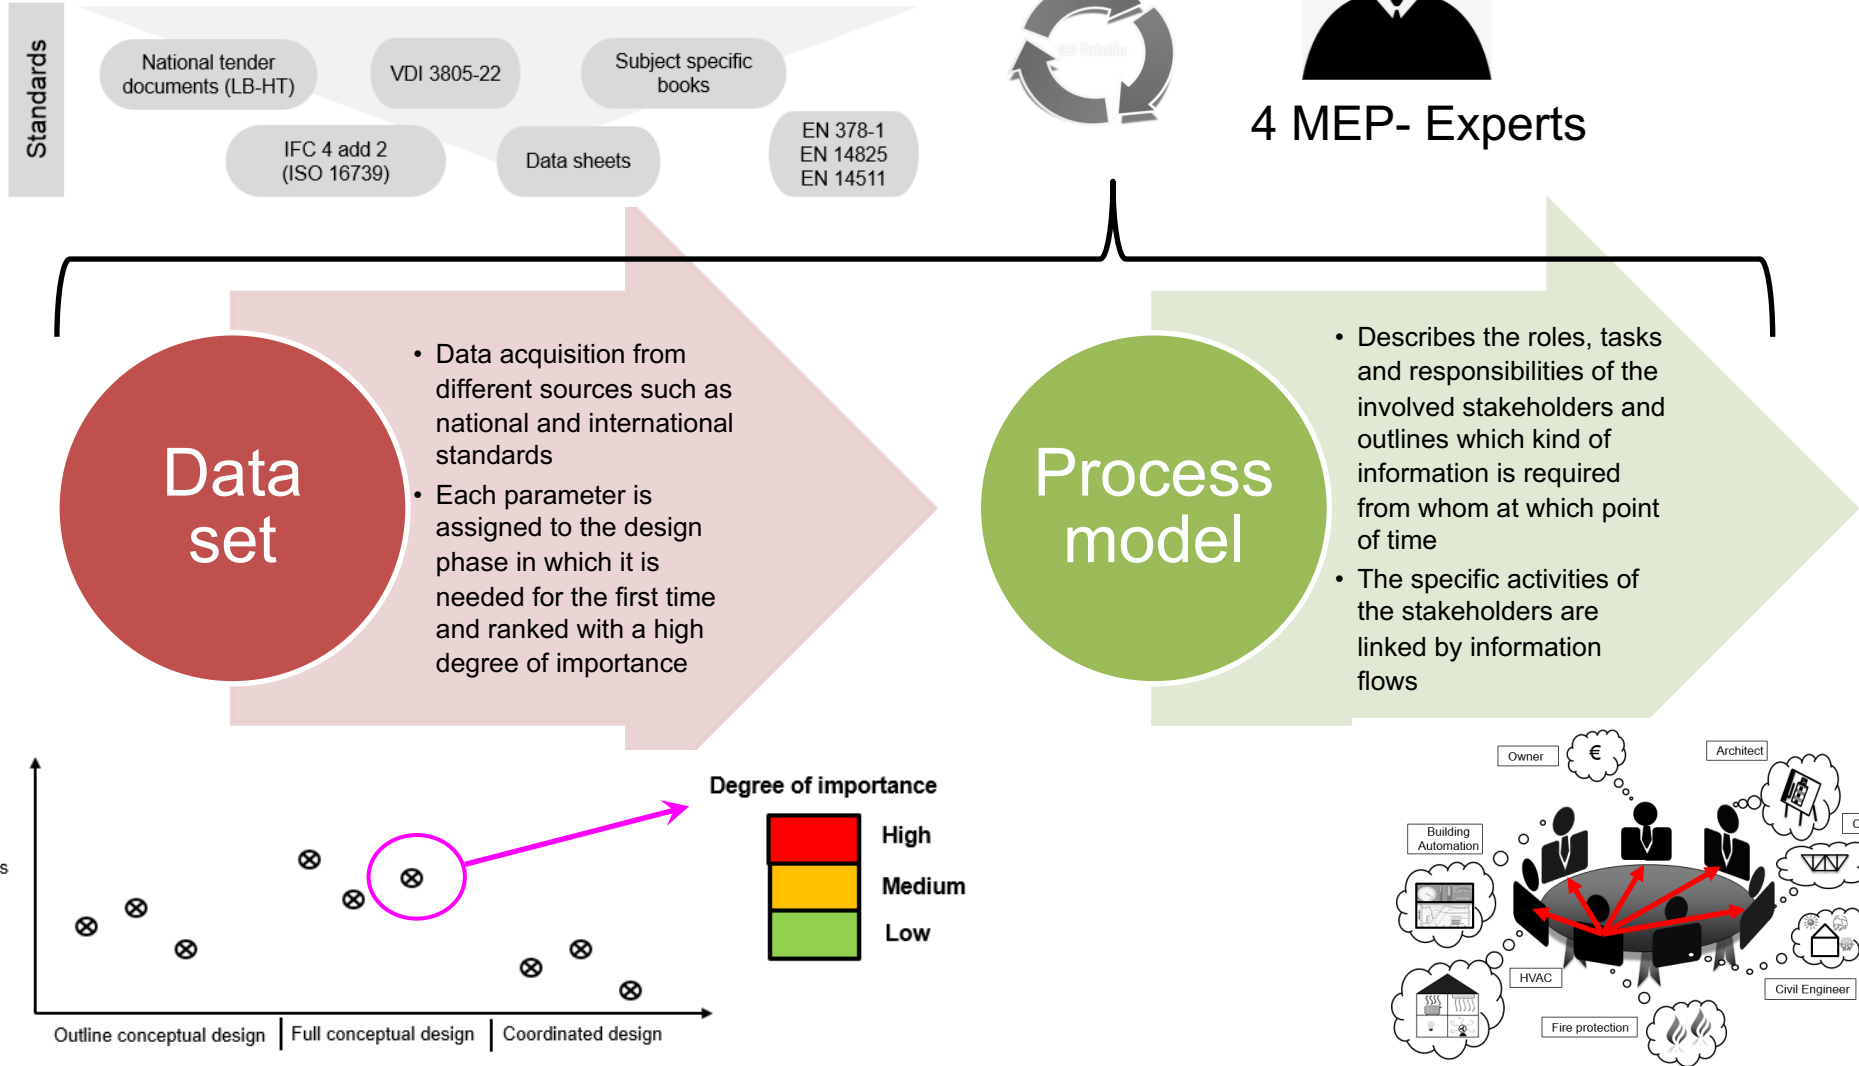 Standards
National tender
documents (LB-HT)
VDI 3805-22
Subject specific
books
IFC 4 add 2
(ISO 16739)
Data sheets
EN 378-1
EN 14825
EN 14511
© fotolia
4 MEP- Experts
Data
set
• Data acquisition from
different sources such as
national and international
standards
• Each parameter is
assigned to the design
phase in which it is
needed for the first time
and ranked with a high
degree of importance
Process
model
• Describes the roles, tasks
and responsibilities of the
involved stakeholders and
outlines which kind of
information is required
from whom at which point
of time
• The specific activities of
the stakeholders are
linked by information
flows
s
Outline conceptual design
Full conceptual design
Coordinated design
Degree of importance
High
Medium
Low
Owner
€
Architect
C
Building
Automation
HVAC
Civil Engineer
Fire protection